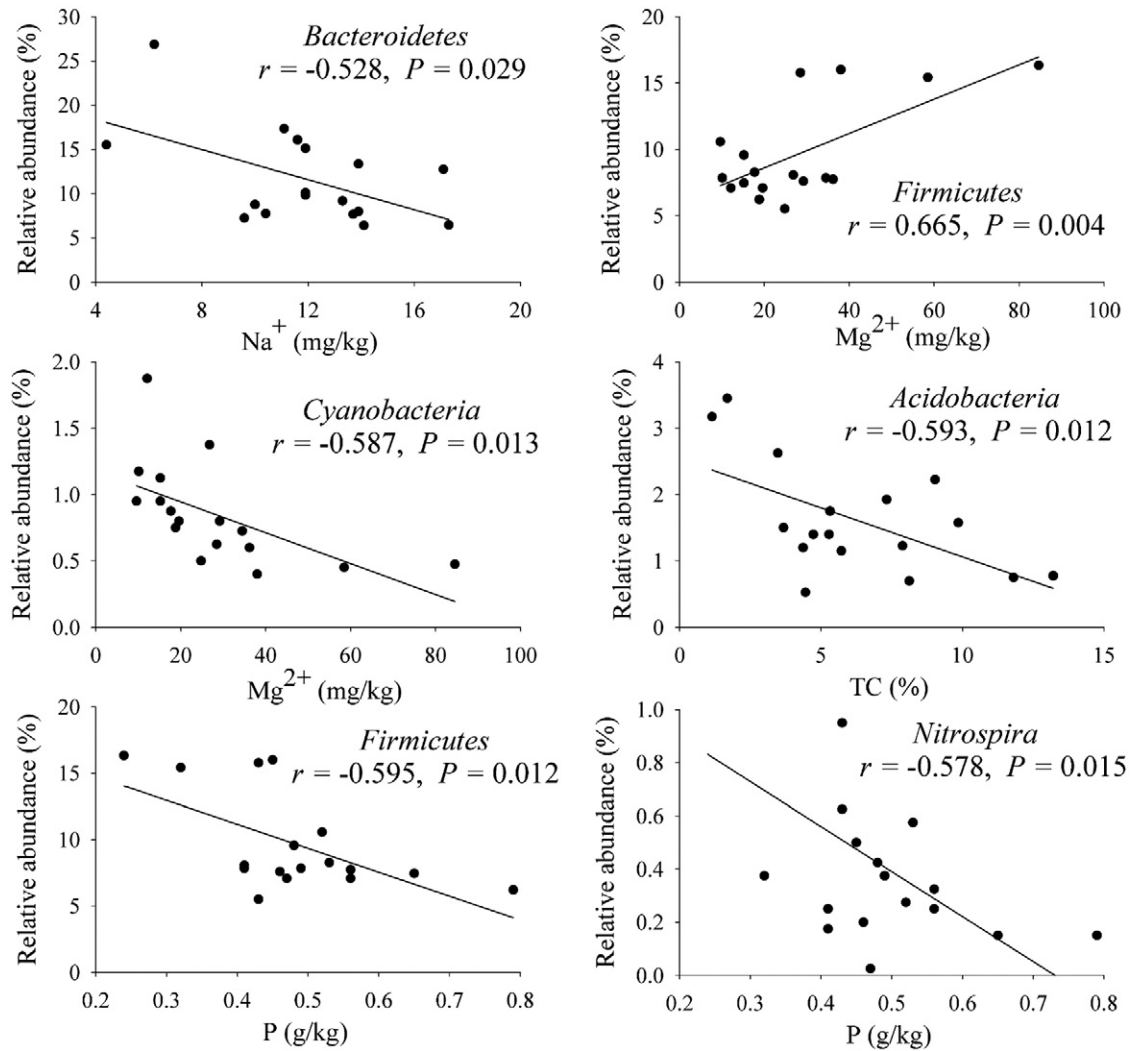 Relative abundance (%)
30
25
20
15
10
5
0
Bacteroidetes
r = -0.528, P = 0.029
4 8 12 16 20
Na+ (mg/kg)
Relative abundance (%)
20
15
10
5
0
Firmicutes
r = 0.665, P = 0.004
0 20 40 60 80 100
Mg2+ (mg/kg)
Relative abundance (%)
2.0
1.5
1.0
0.5
0.0
Cyanobacteria
r = -0.587, P = 0.013
0 20 40 60 80 100
Mg2+ (mg/kg)
Relative abundance (%)
4
3
2
1
0
Acidobacteria
r = -0.593, P = 0.012
0 5 10 15
TC (%)
Relative abundance (%)
20
15
10
5
0
Firmicutes
r = -0.595, P = 0.012
0.2 0.3 0.4 0.5 0.6 0.7 0.8
P (g/kg)
Relative abundance (%)
1.0
0.8
0.6
0.4
0.2
0.0
Nitrospira
r = -0.578, P = 0.015
0.2 0.3 0.4 0.5 0.6 0.7 0.8
P (g/kg)